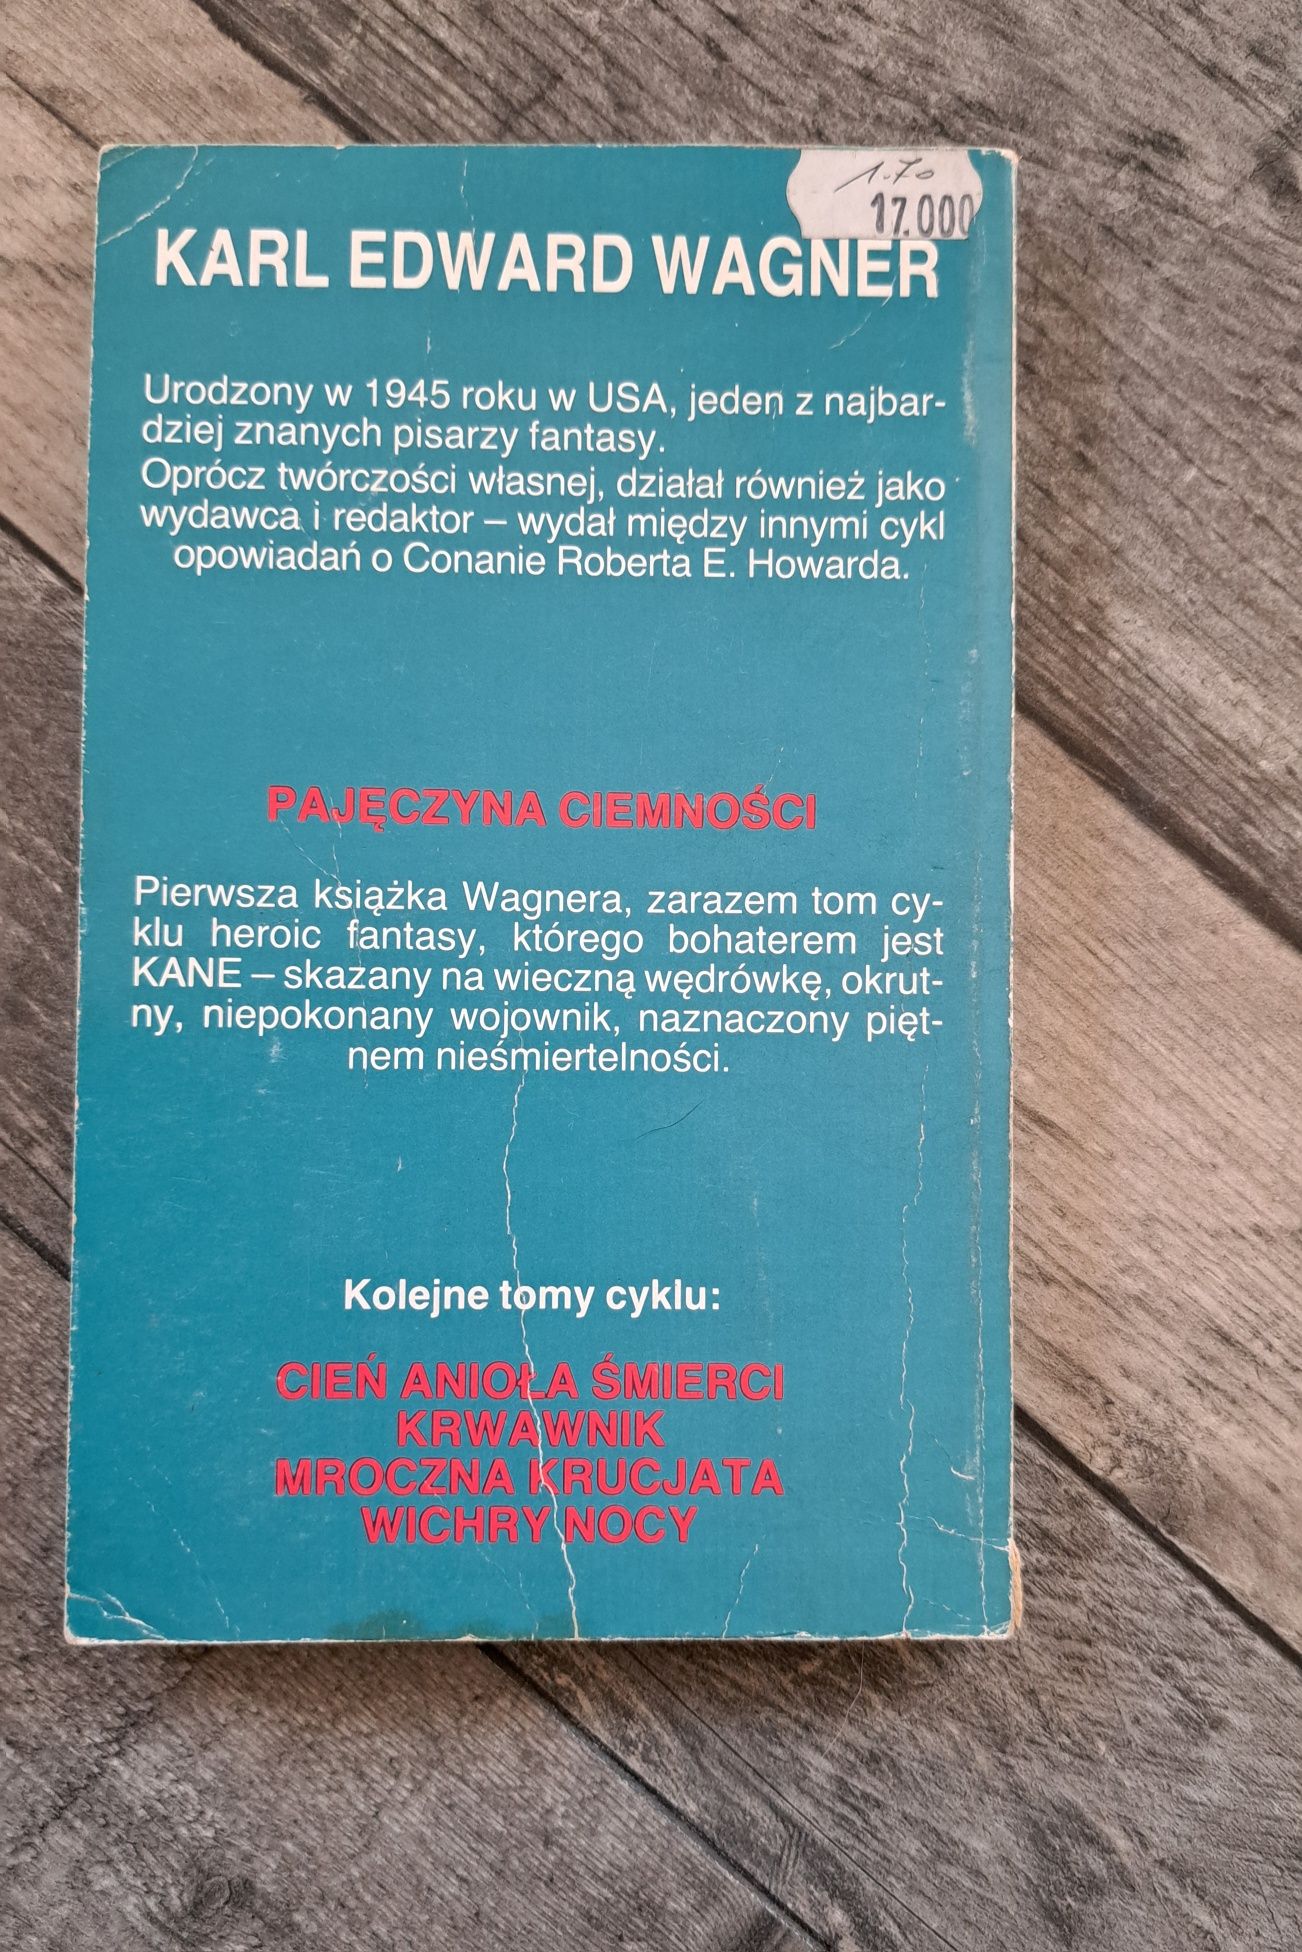 1.70
17.000
KARL EDWARD WAGNER
Urodzony w 1945 roku w USA, jeden z najbar-
dziej znanych pisarzy fantasy.
Oprócz twórczości własnej, działał również jako
wydawca i redaktor – wydał między innymi cykl
opowiadań o Conanie Roberta E. Howarda.
PAJĘCZYNA CIEMNOŚCI
Pierwsza książka Wagnera, zarazem tom cy-
klu heroic fantasy, którego bohaterem jest
KANE – skazany na wieczną wędrówkę, okrut-
ny, niepokonany wojownik, naznaczony pięt-
nem nieśmiertelności.
Kolejne tomy cyklu:
CIEŃ ANIOŁA ŚMIERCI
KRWAWNIK
MROCZNA KRUCJATA
WICHRY NOCY